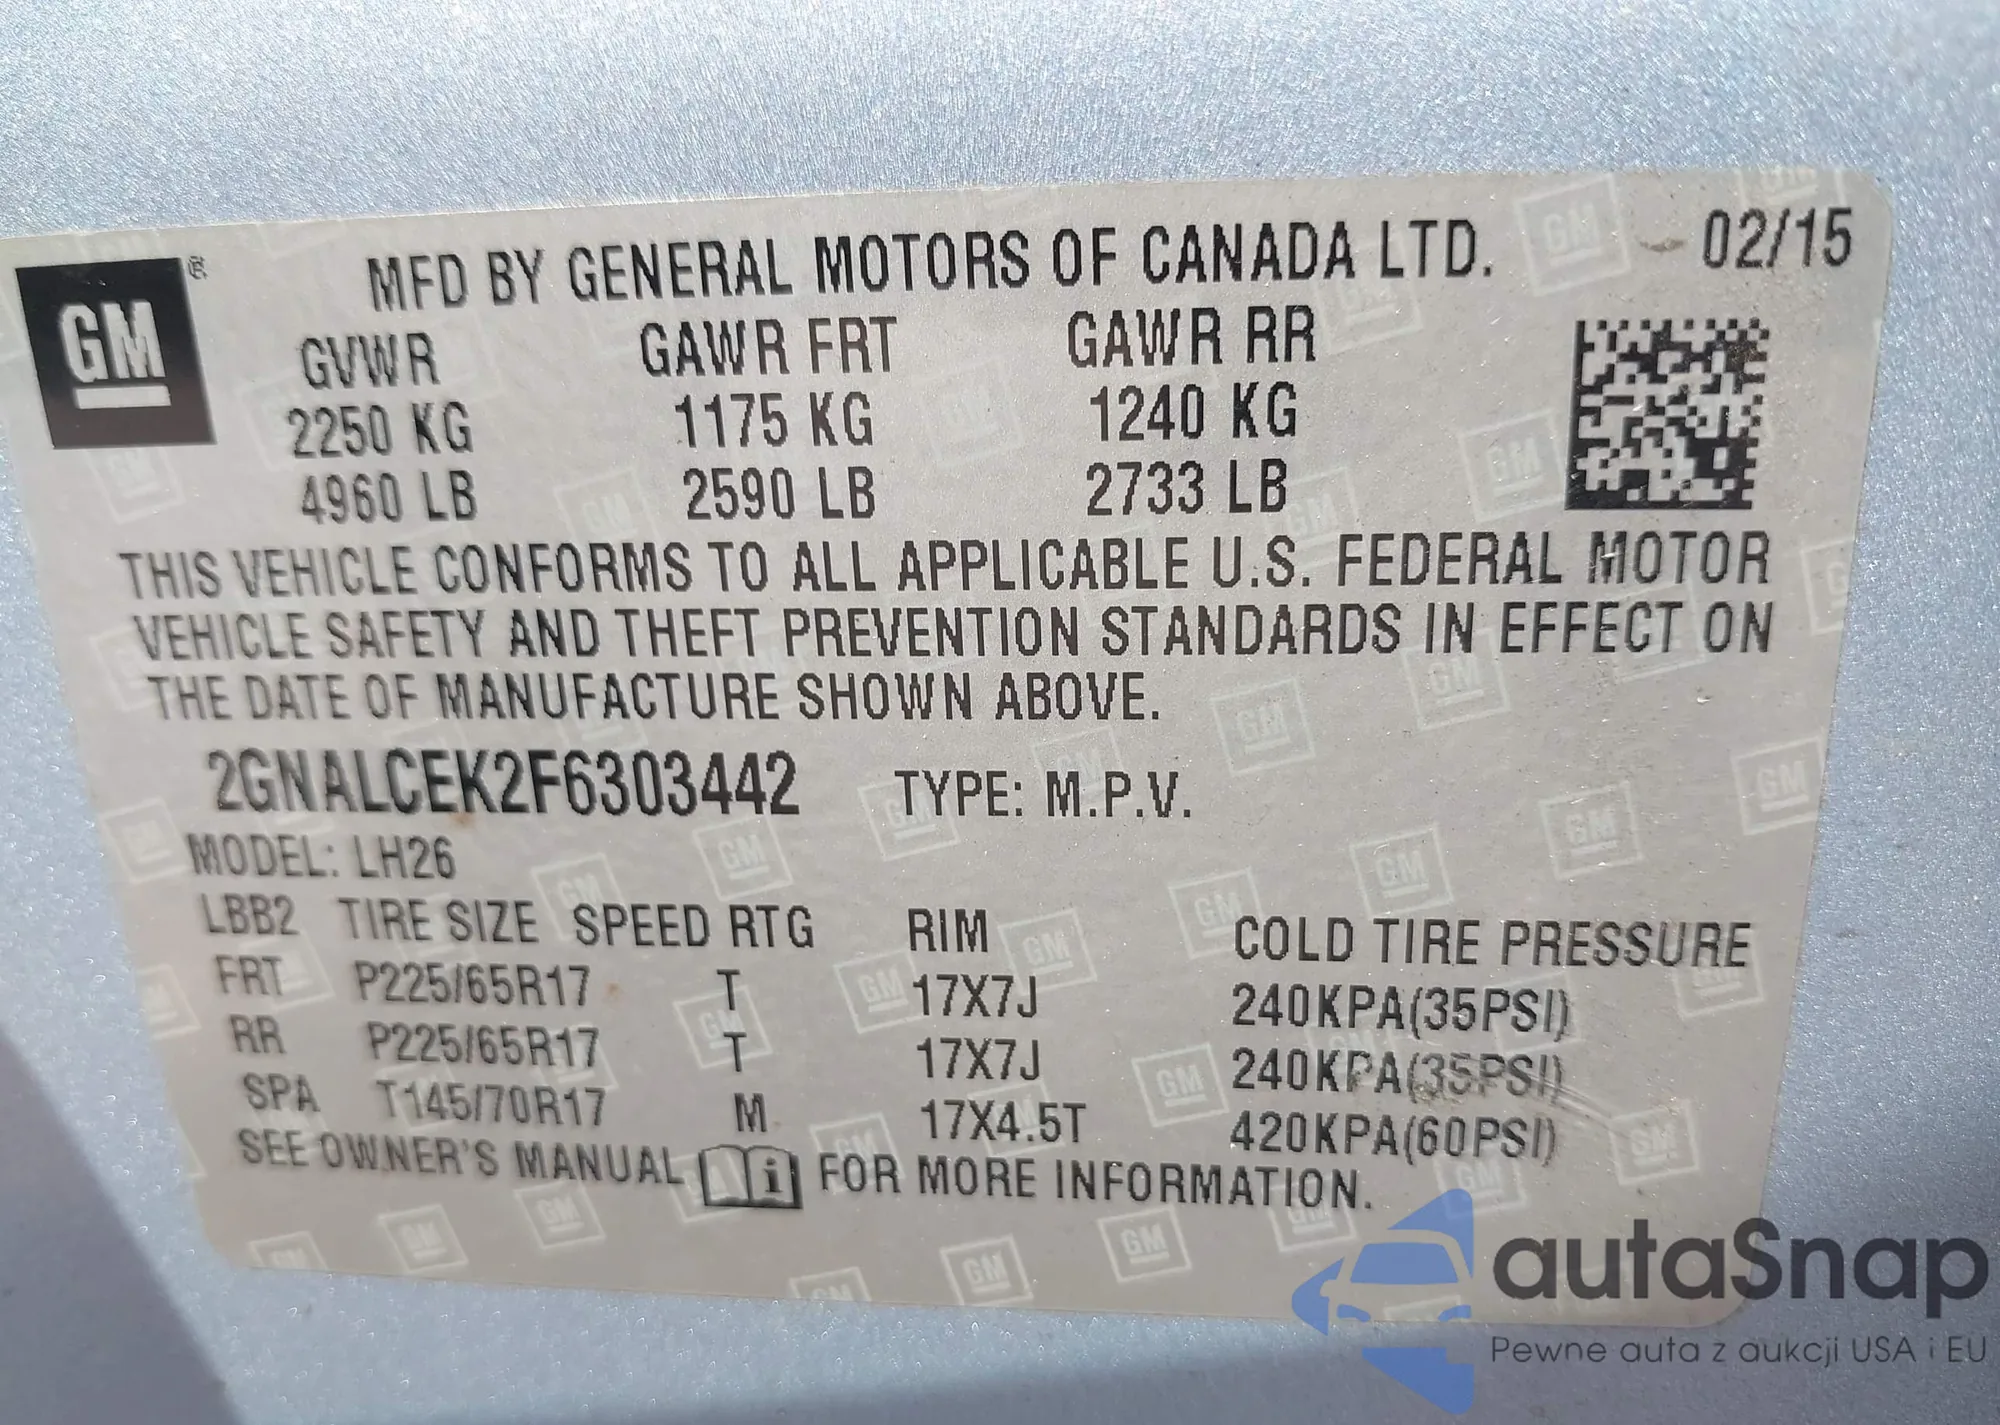 GM
MFD BY GENERAL MOTORS OF CANADA LTD. 02/15
GVWR GAWR FRT GAWR RR
2250 KG 1175 KG 1240 KG
4960 LB 2590 LB 2733 LB
THIS VEHICLE CONFORMS TO ALL APPLICABLE U.S. FEDERAL MOTOR
VEHICLE SAFETY AND THEFT PREVENTION STANDARDS IN EFFECT ON
THE DATE OF MANUFACTURE SHOWN ABOVE.
2GNALCEK2F6303442 TYPE: M.P.V.
MODEL: LH26
LBB2 TIRE SIZE SPEED RTG RIM COLD TIRE PRESSURE
FRT P225/65R17 T 17X7J 240KPA(35PSI)
RR P225/65R17 T 17X7J 240KPA(35PSI)
SPA T145/70R17 M 17X4.5T 420KPA(60PSI)
SEE OWNER'S MANUAL i FOR MORE INFORMATION.
autaSnap
Pewne auta z aukcji USA i EU